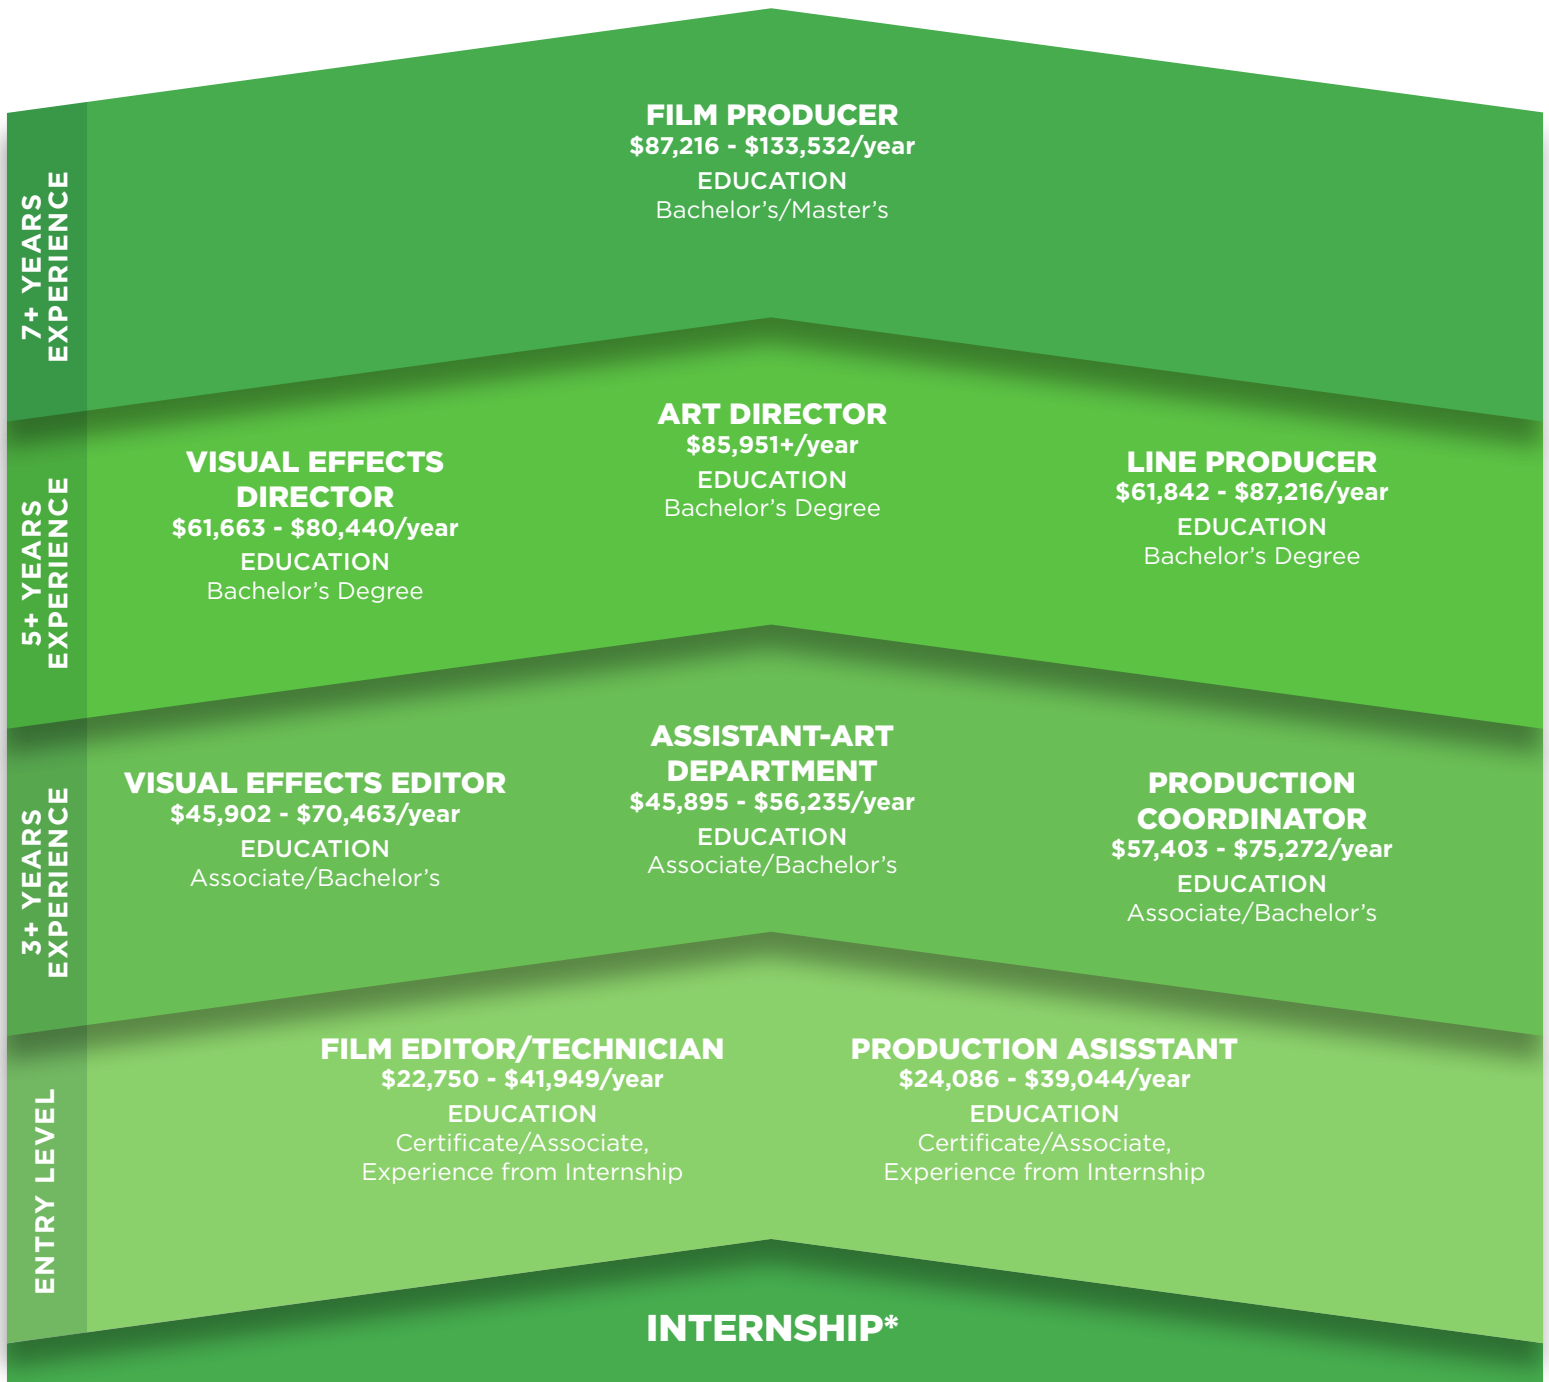 7+ YEARS
EXPERIENCE
FILM PRODUCER
$87,216 - $133,532/year
EDUCATION
Bachelor’s/Master’s
5+ YEARS
EXPERIENCE
VISUAL EFFECTS
DIRECTOR
$61,663 - $80,440/year
EDUCATION
Bachelor’s Degree
ART DIRECTOR
$85,951+/year
EDUCATION
Bachelor’s Degree
LINE PRODUCER
$61,842 - $87,216/year
EDUCATION
Bachelor’s Degree
3+ YEARS
EXPERIENCE
VISUAL EFFECTS EDITOR
$45,902 - $70,463/year
EDUCATION
Associate/Bachelor’s
ASSISTANT-ART
DEPARTMENT
$45,895 - $56,235/year
EDUCATION
Associate/Bachelor’s
PRODUCTION
COORDINATOR
$57,403 - $75,272/year
EDUCATION
Associate/Bachelor’s
ENTRY LEVEL
FILM EDITOR/TECHNICIAN
$22,750 - $41,949/year
EDUCATION
Certificate/Associate,
Experience from Internship
PRODUCTION ASISSTANT
$24,086 - $39,044/year
EDUCATION
Certificate/Associate,
Experience from Internship
INTERNSHIP*